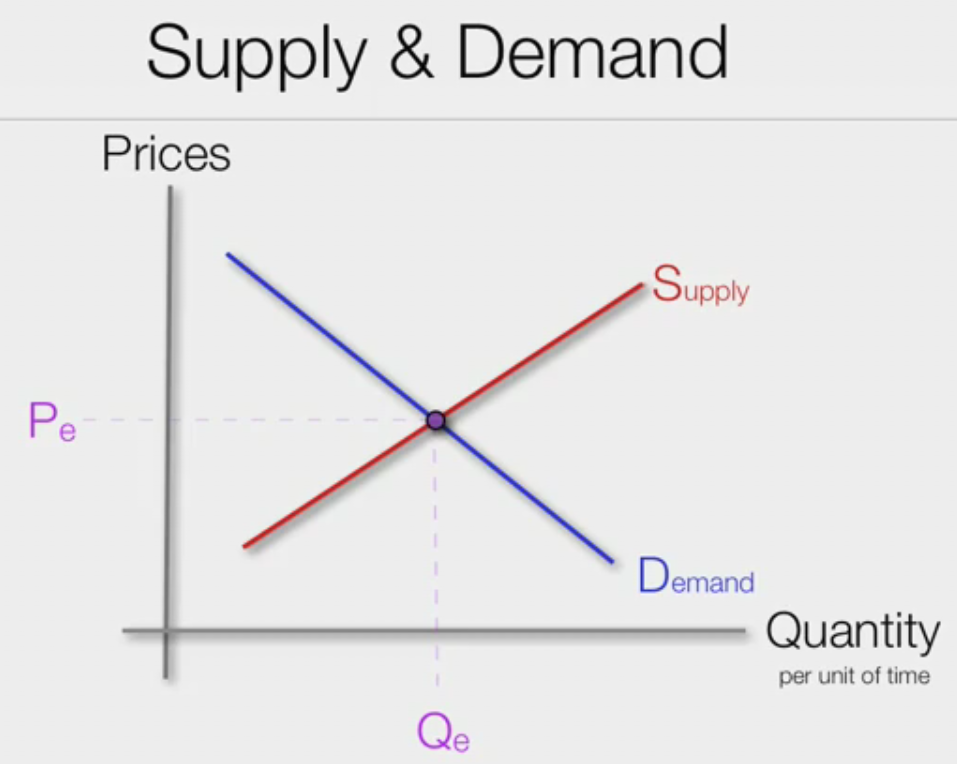 Supply & Demand
Prices
Supply
Pe
Demand
Quantity
per unit of time
Qe